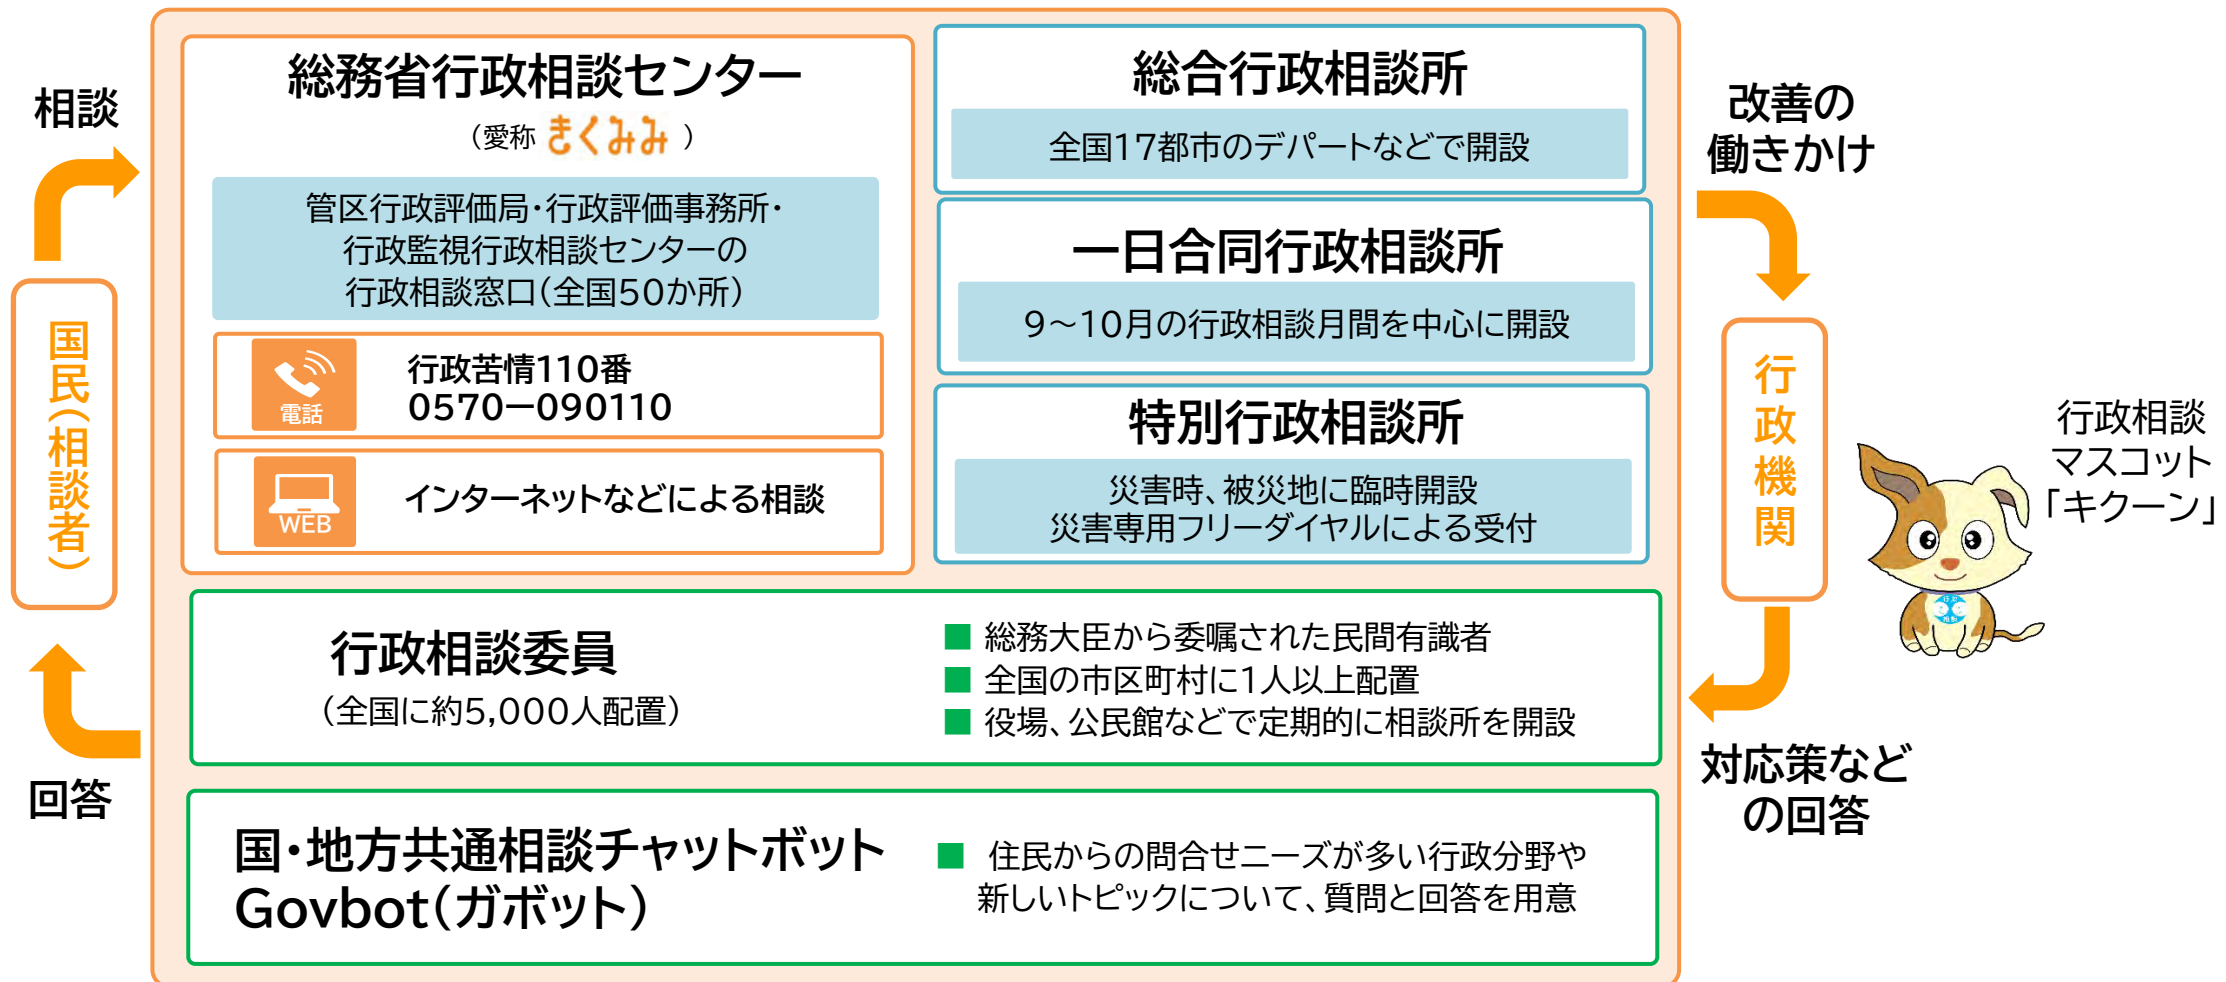 相談
国民(相談者)
回答
総務省行政相談センター
(愛称 きくみみ )
管区行政評価局・行政評価事務所・
行政監視行政相談センターの
行政相談窓口(全国50か所)
電話
行政苦情110番
0570ー090110
WEB
インターネットなどによる相談
総合行政相談所
全国17都市のデパートなどで開設
一日合同行政相談所
9〜10月の行政相談月間を中心に開設
特別行政相談所
災害時、被災地に臨時開設
災害専用フリーダイヤルによる受付
行政相談委員
(全国に約5,000人配置)
■ 総務大臣から委嘱された民間有識者
■ 全国の市区町村に1人以上配置
■ 役場、公民館などで定期的に相談所を開設
国・地方共通相談チャットボット
Govbot(ガボット)
■ 住民からの問合せニーズが多い行政分野や
新しいトピックについて、質問と回答を用意
改善の
働きかけ
行政機関
対応策など
の回答
行政相談
マスコット
「キクーン」